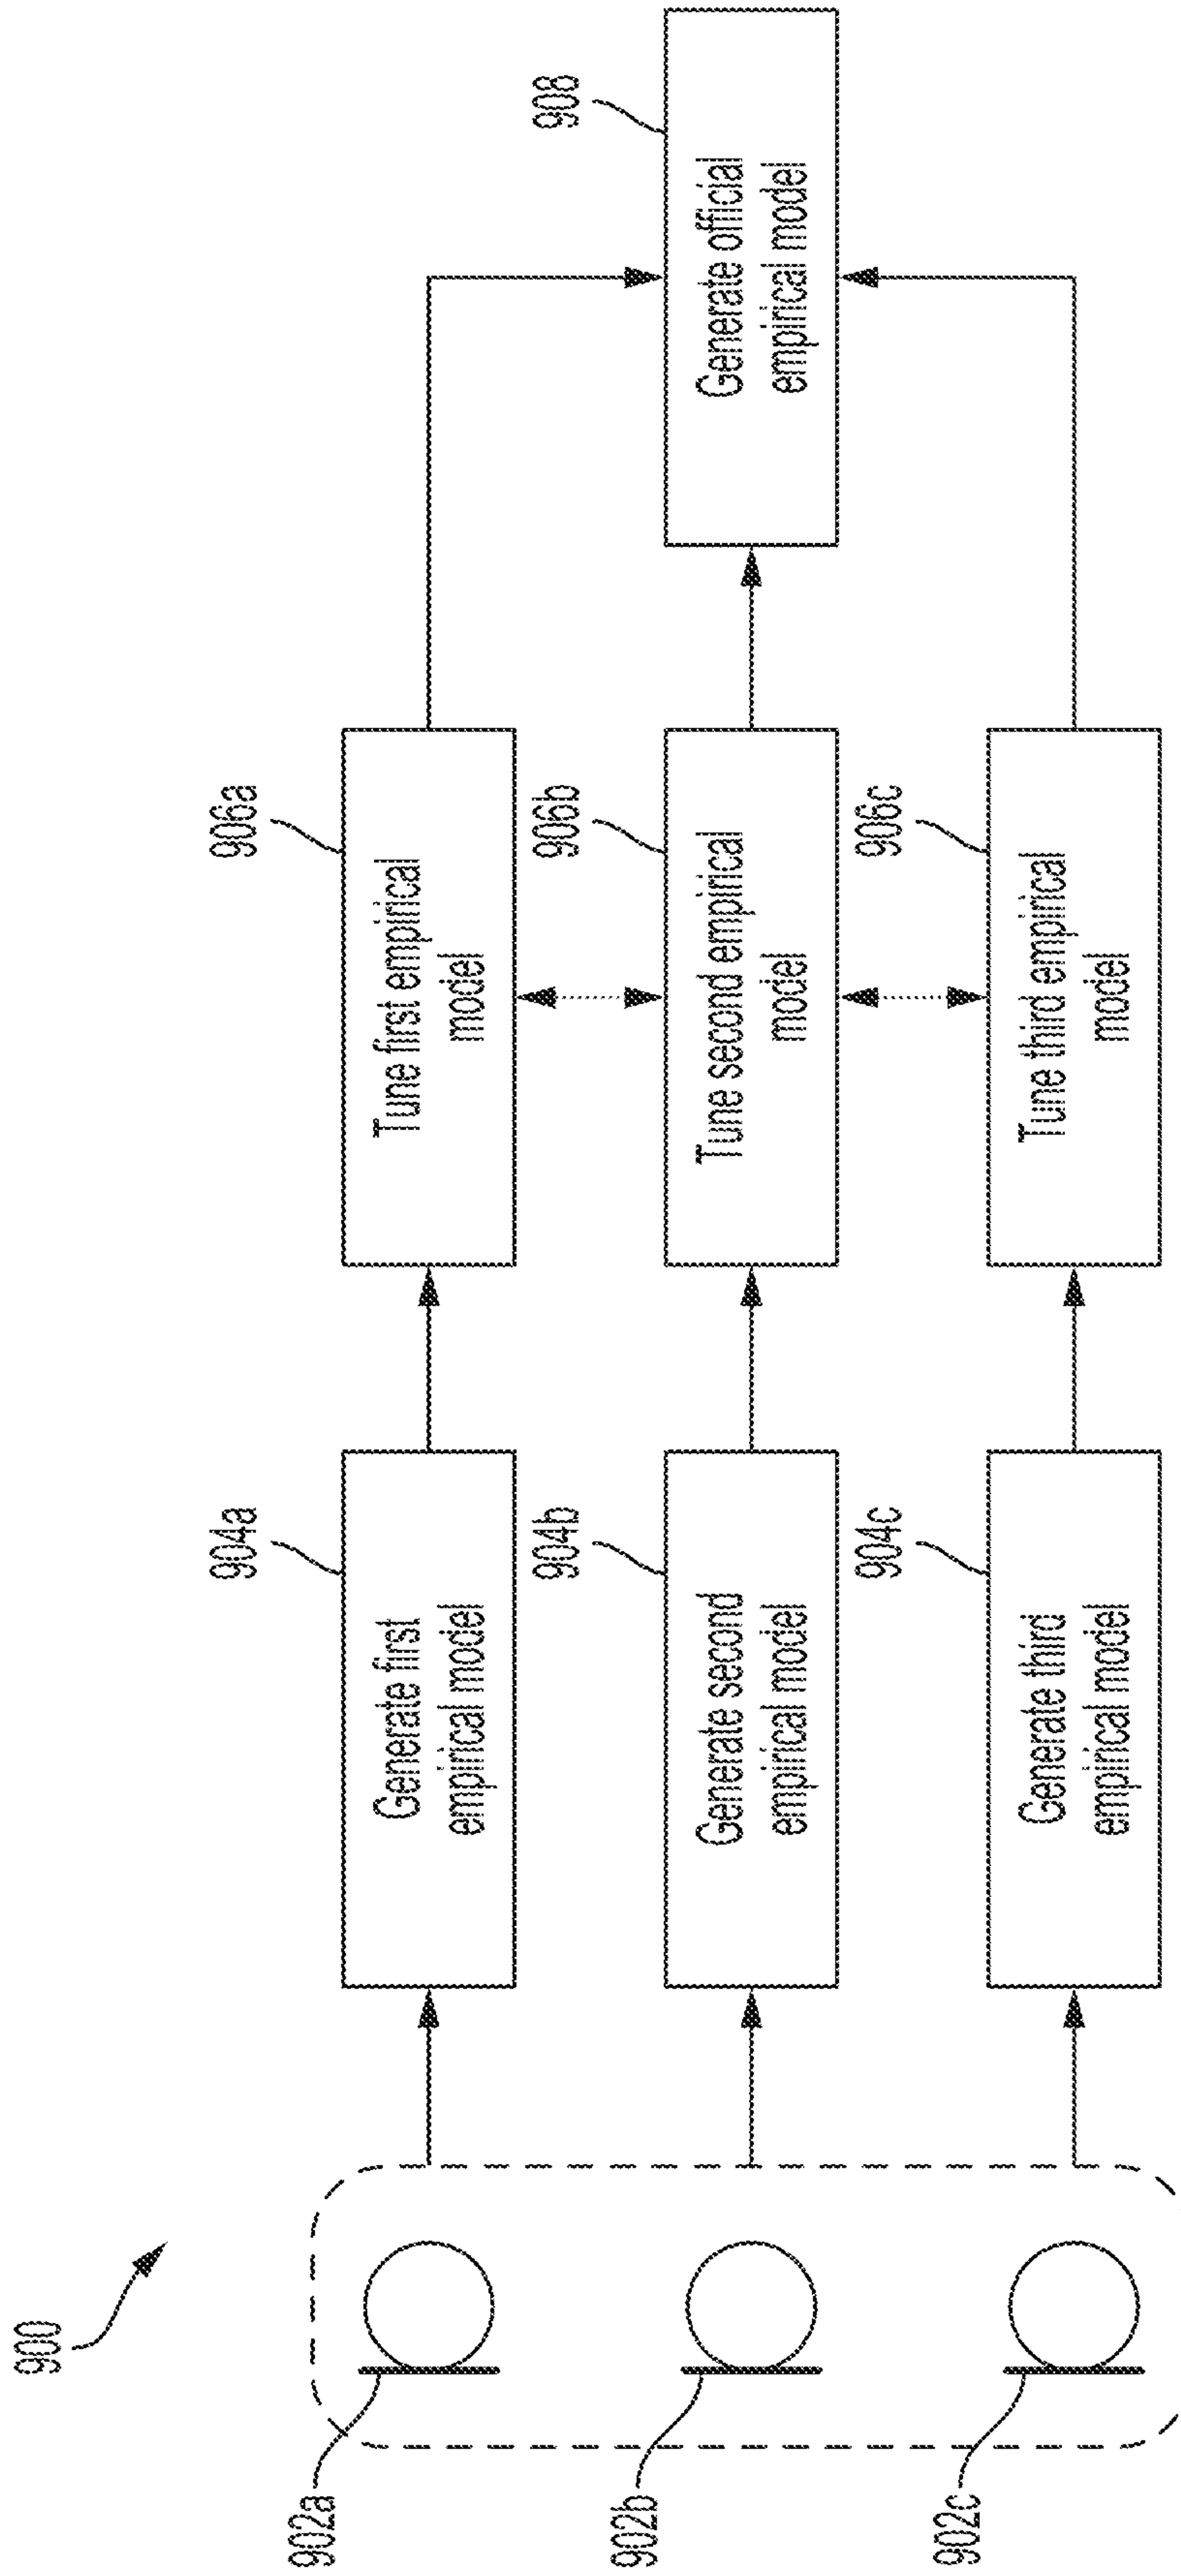 900
902a
904a
Generate first
empirical model
906a
Tune first empirical
model
902b
904b
Generate second
empirical model
906b
Tune second empirical
model
908
Generate official
empirical model
902c
904c
Generate third
empirical model
906c
Tune third empirical
model